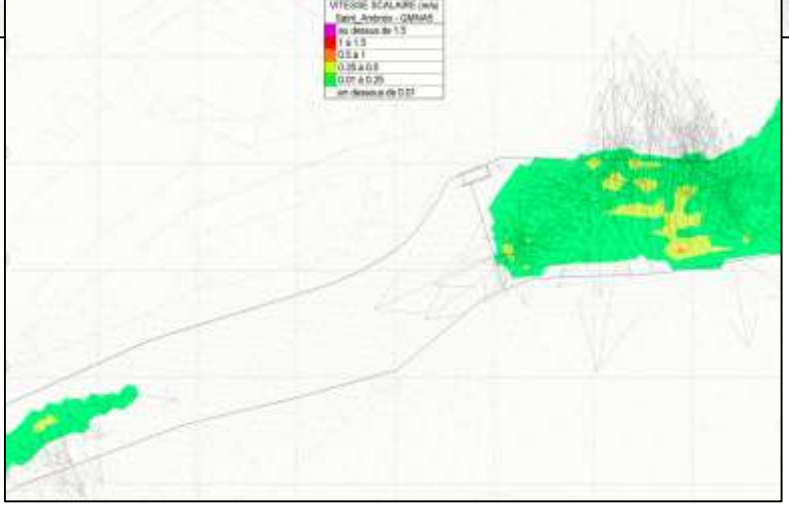 VITESSE SCALAIRE (m/s)
Saint_Ambroix - QMNA5
au dessus de 1.5
1 à 1.5
0.5 à 1
0.25 à 0.5
0.01 à 0.25
en dessous de 0.01